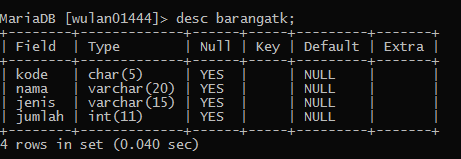 MariaDB [wulan01444]> desc barangatk;
+--------+-------------+------+-----+---------+-------+
| Field  | Type        | Null | Key | Default | Extra |
+--------+-------------+------+-----+---------+-------+
| kode   | char(5)     | YES  |     | NULL    |       |
| nama   | varchar(20) | YES  |     | NULL    |       |
| jenis  | varchar(15) | YES  |     | NULL    |       |
| jumlah | int(11)     | YES  |     | NULL    |       |
+--------+-------------+------+-----+---------+-------+
4 rows in set (0.040 sec)